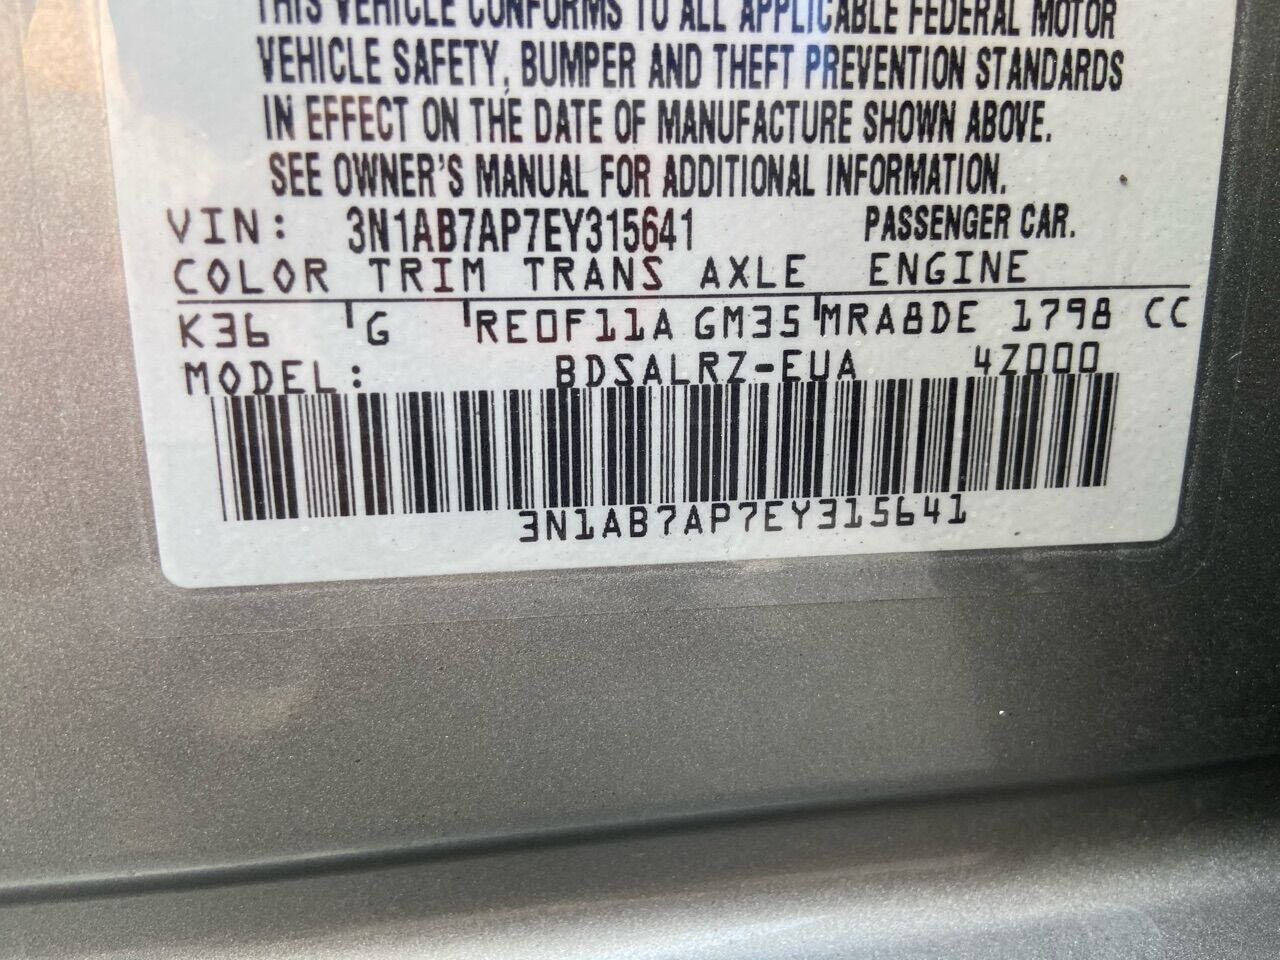 THIS VEHICLE CONFORMS TO ALL APPLICABLE FEDERAL MOTOR
VEHICLE SAFETY, BUMPER AND THEFT PREVENTION STANDARDS
IN EFFECT ON THE DATE OF MANUFACTURE SHOWN ABOVE.
SEE OWNER'S MANUAL FOR ADDITIONAL INFORMATION.
VIN: 3N1AB7AP7EY315641 PASSENGER CAR.
COLOR TRIM TRANS AXLE ENGINE
K36 G RE0F11A GM35 MRA8DE 1798 CC
MODEL: BDSALRZ-EUA 4Z000
3N1AB7AP7EY315641